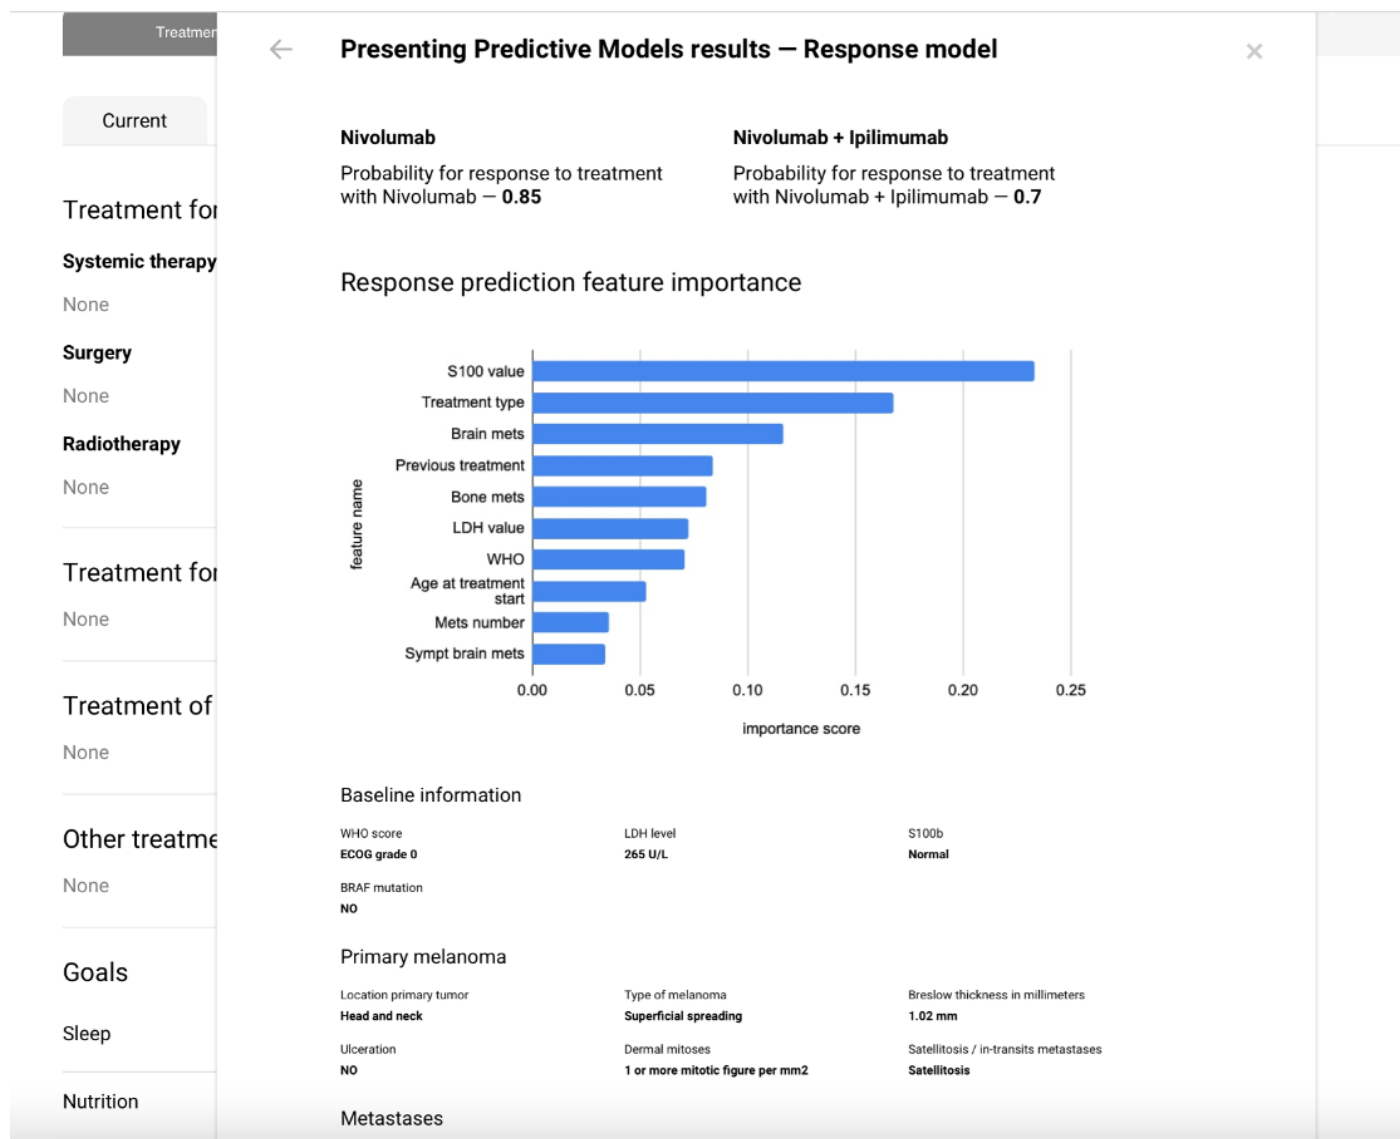 Treatmen
Current
Treatment for
Systemic therapy
None
Surgery
None
Radiotherapy
None
Treatment for
None
Treatment of
None
Other treatme
None
Goals
Sleep
Nutrition
Presenting Predictive Models results — Response model
Nivolumab
Probability for response to treatment
with Nivolumab — 0.85
Nivolumab + Ipilimumab
Probability for response to treatment
with Nivolumab + Ipilimumab — 0.7
Response prediction feature importance
feature name
S100 value
Treatment type
Brain mets
Previous treatment
Bone mets
LDH value
WHO
Age at treatment
start
Mets number
Sympt brain mets
0.00 0.05 0.10 0.15 0.20 0.25
importance score
Baseline information
WHO score LDH level S100b
ECOG grade 0 265 U/L Normal
BRAF mutation
NO
Primary melanoma
Location primary tumor Type of melanoma Breslow thickness in millimeters
Head and neck Superficial spreading 1.02 mm
Ulceration Dermal mitoses Satellitosis / in-transits metastases
NO 1 or more mitotic figure per mm2 Satellitosis
Metastases